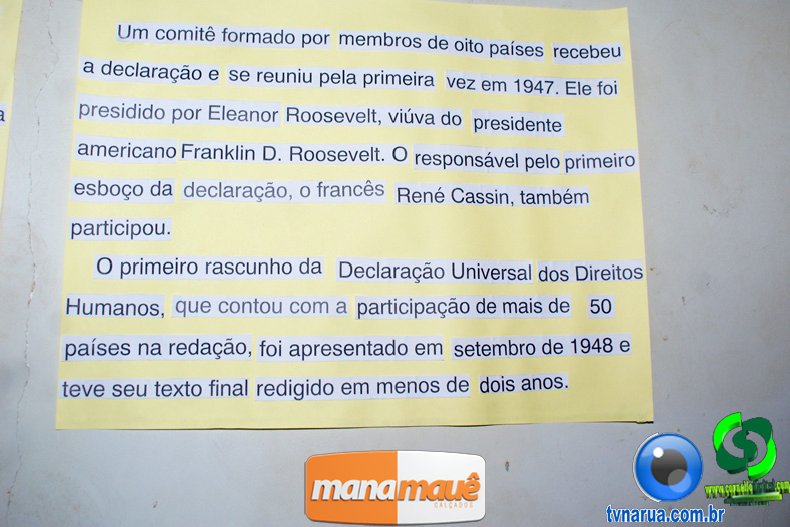 Um comitê formado por membros de oito países recebeu
a declaração e se reuniu pela primeira vez em 1947. Ele foi
presidido por Eleanor Roosevelt, viúva do presidente
americano Franklin D. Roosevelt. O responsável pelo primeiro
esboço da declaração, o francês René Cassin, também
participou.
O primeiro rascunho da Declaração Universal dos Direitos
Humanos, que contou com a participação de mais de 50
países na redação, foi apresentado em setembro de 1948 e
teve seu texto final redigido em menos de dois anos.
a
manamauê
CALÇADOS
tvnarua.com.br